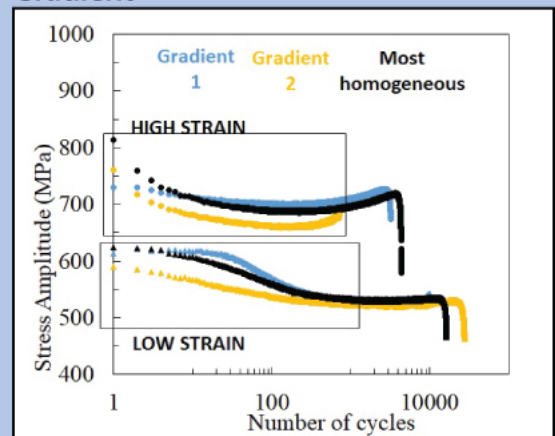 1000
900
800
700
600
500
400
Stress Amplitude (MPa)
Gradient
1
Gradient
2
Most
homogeneous
HIGH STRAIN
LOW STRAIN
1
100
10000
Number of cycles